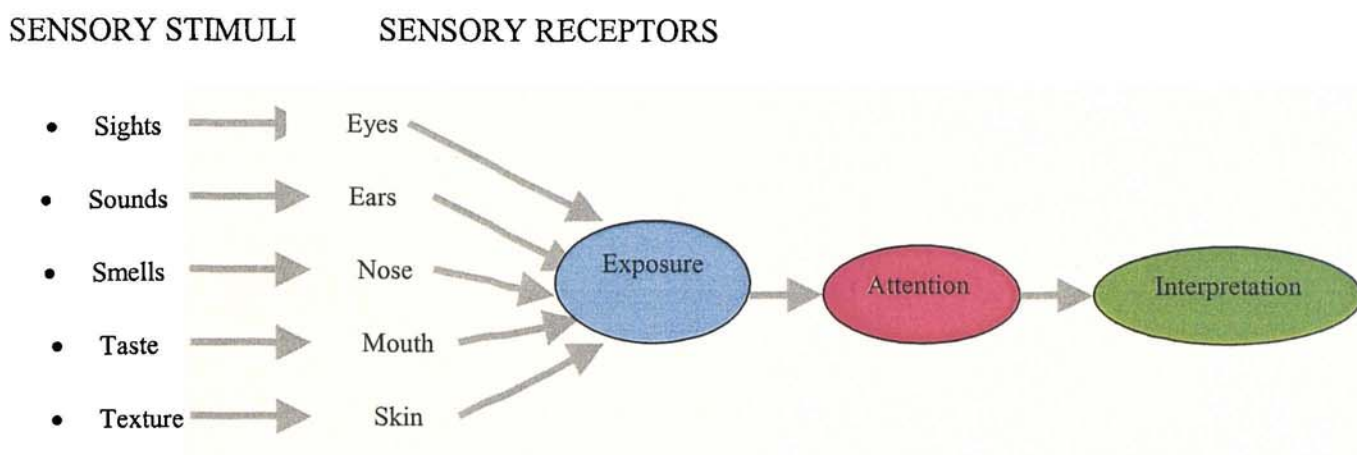 SENSORY STIMULI SENSORY RECEPTORS
• Sights Eyes
• Sounds Ears
• Smells Nose
• Taste Mouth
• Texture Skin
Exposure
Attention
Interpretation